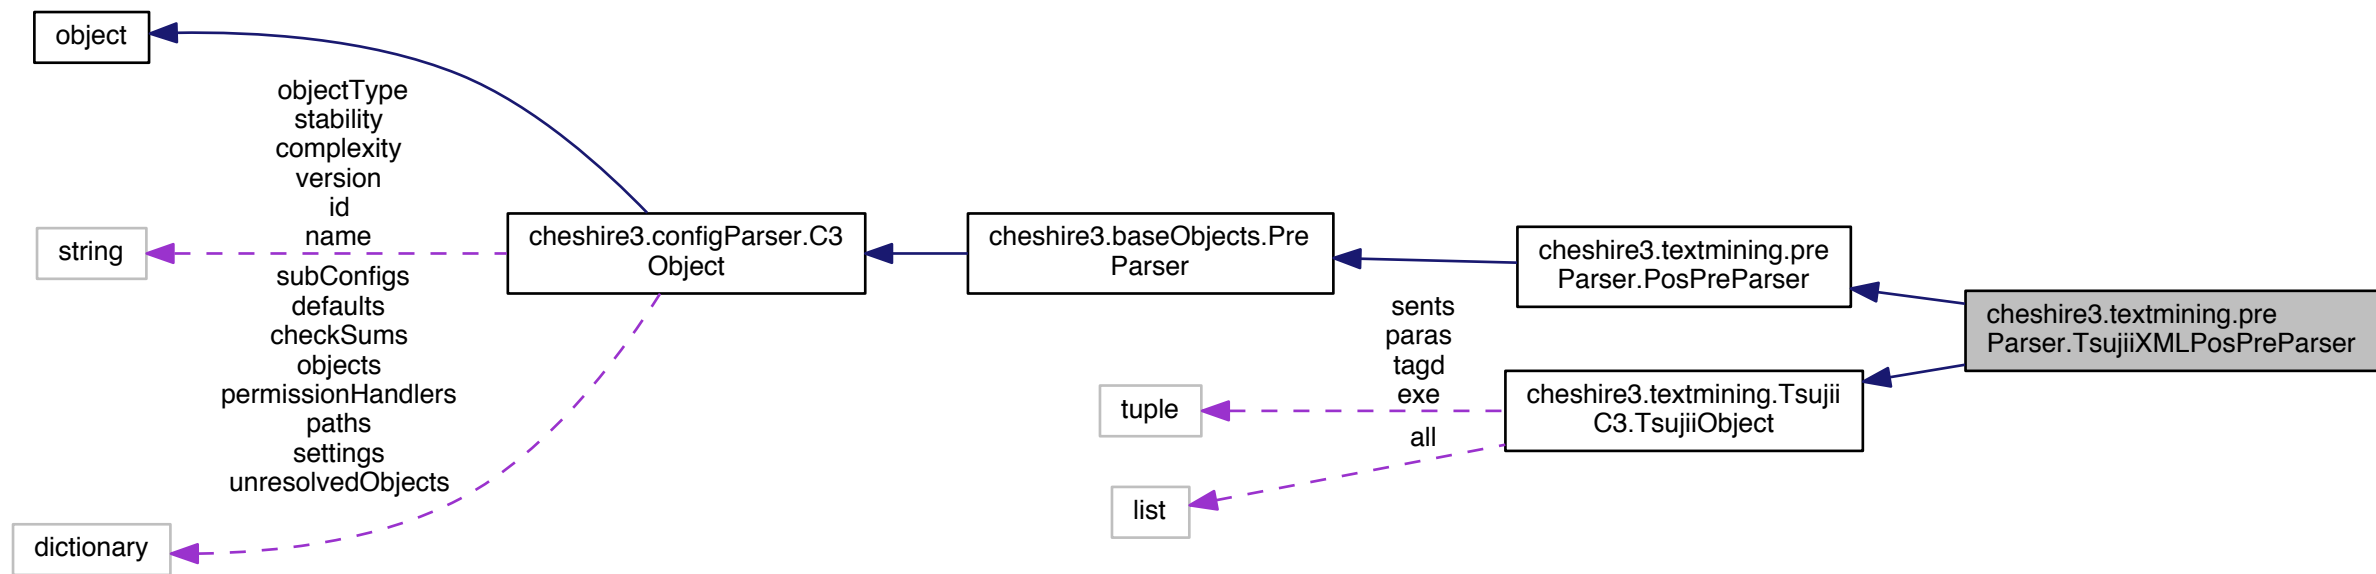 object
objectType
stability
complexity
version
id
name
string
subConfigs
defaults
checkSums
objects
permissionHandlers
paths
settings
unresolvedObjects
dictionary
cheshire3.configParser.C3
Object
cheshire3.baseObjects.Pre
Parser
sents
paras
tagd
exe
tuple
all
list
cheshire3.textmining.pre
Parser.PosPreParser
cheshire3.textmining.Tsujii
C3.TsujiiObject
cheshire3.textmining.pre
Parser.TsujiiXMLPosPreParser